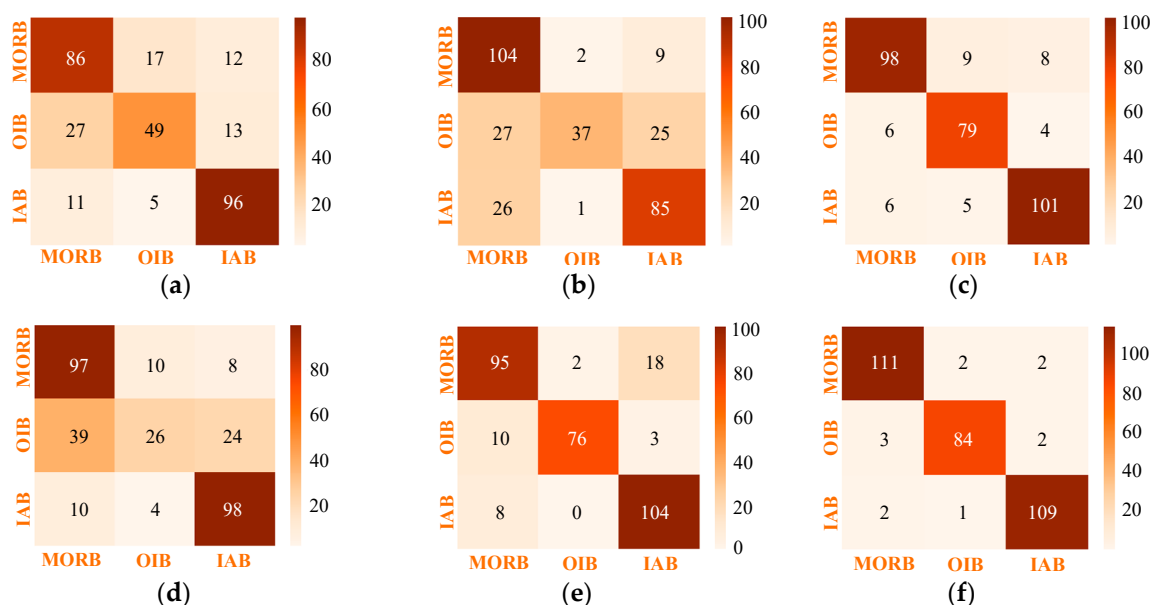 MORB 86 17 12 80
OIB 27 49 13 60
40
IAB 11 5 96 20
MORB OIB IAB
(a)
100
MORB 104 2 9 80
OIB 27 37 25 60
40
IAB 26 1 85 20
MORB OIB IAB
(b)
100
MORB 98 9 8 80
OIB 6 79 4 60
40
IAB 6 5 101 20
MORB OIB IAB
(c)
MORB 97 10 8 80
OIB 39 26 24 60
40
IAB 10 4 98 20
MORB OIB IAB
(d)
100
MORB 95 2 18 80
OIB 10 76 3 60
40
IAB 8 0 104 20
0
MORB OIB IAB
(e)
MORB 111 2 2 100
80
OIB 3 84 2 60
40
IAB 2 1 109 20
MORB OIB IAB
(f)